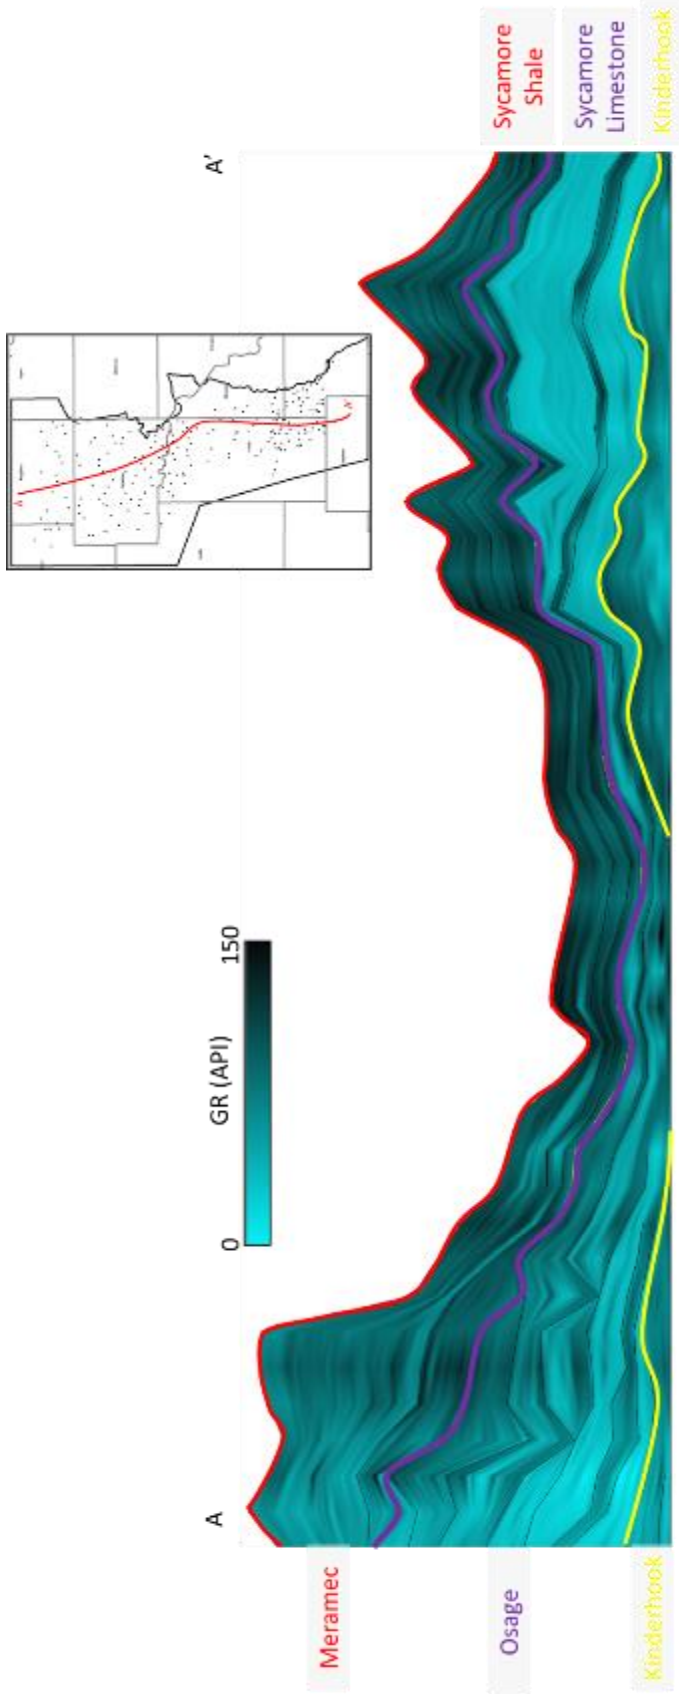 A
A'
GR (API)
0
150
Meramec
Osage
Kinderhook
Sycamore
Shale
Sycamore
Limestone
Kinderhook
A
A'